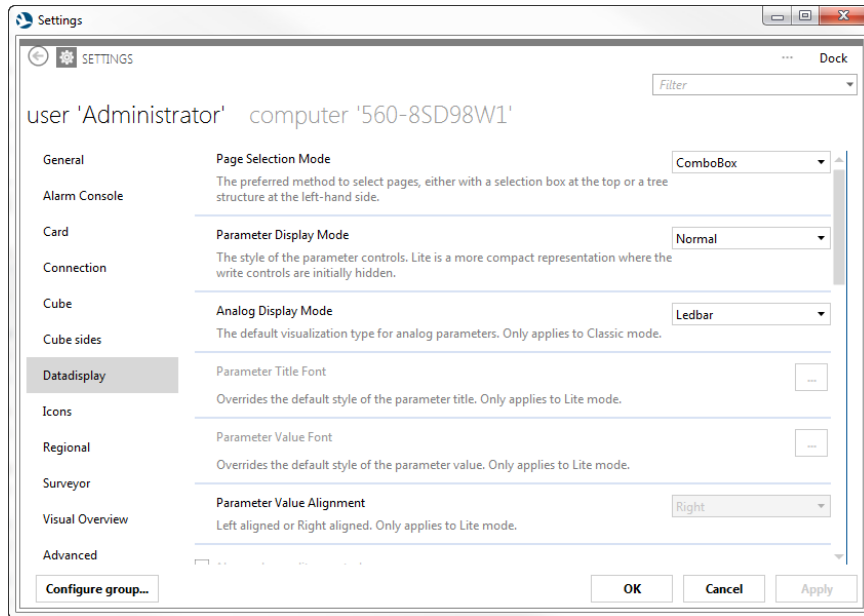 Settings
SETTINGS
... Dock
Filter
user 'Administrator' computer '560-8SD98W1'
General
Alarm Console
Card
Connection
Cube
Cube sides
Datadisplay
Icons
Regional
Surveyor
Visual Overview
Advanced
Page Selection Mode
ComboBox
The preferred method to select pages, either with a selection box at the top or a tree
structure at the left-hand side.
Parameter Display Mode
Normal
The style of the parameter controls. Lite is a more compact representation where the
write controls are initially hidden.
Analog Display Mode
Ledbar
The default visualization type for analog parameters. Only applies to Classic mode.
Parameter Title Font
...
Overrides the default style of the parameter title. Only applies to Lite mode.
Parameter Value Font
...
Overrides the default style of the parameter value. Only applies to Lite mode.
Parameter Value Alignment
Right
Left aligned or Right aligned. Only applies to Lite mode.
Configure group...
OK
Cancel
Apply